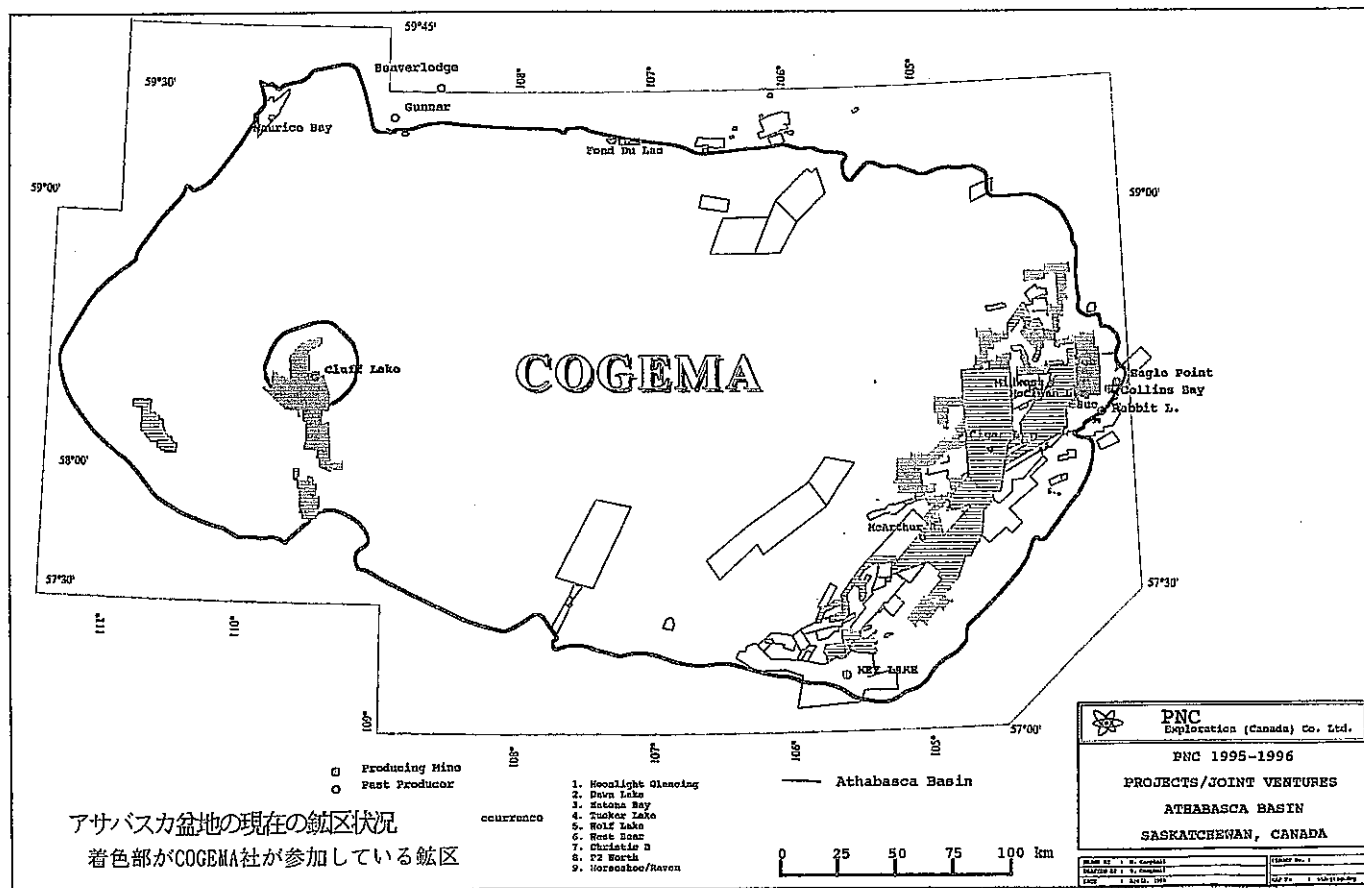 59°45'
59°30'
Beaverlodge
108°
107°
106°
105°
Gunnar
Maurice Bay
Fond Du Lac
59°00'
59°00'
COGEMA
Cluff Lake
Eagle Point
Collins Bay
Rabbit L.
58°00'
McArthur R
57°30'
57°30'
111°
110°
KEY LAKE
109°
108°
107°
106°
105°
57°00'
Producing Mine
Past Producer
currence
1. Moonlight Glancing
2. Dawn Lake
3. Hatona Bay
4. Tucker Lake
5. Wolf Lake
6. West Bear
7. Christie B
8. P2 North
9. Horseshoe/Raven
Athabasca Basin
0 25 50 75 100 km
アサバスカ盆地の現在の鉱区状況
着色部がCOGEMA社が参加している鉱区
PNC
Exploration (Canada) Co. Ltd.
PNC 1995-1996
PROJECTS/JOINT VENTURES
ATHABASCA BASIN
SASKATCHEWAN, CANADA